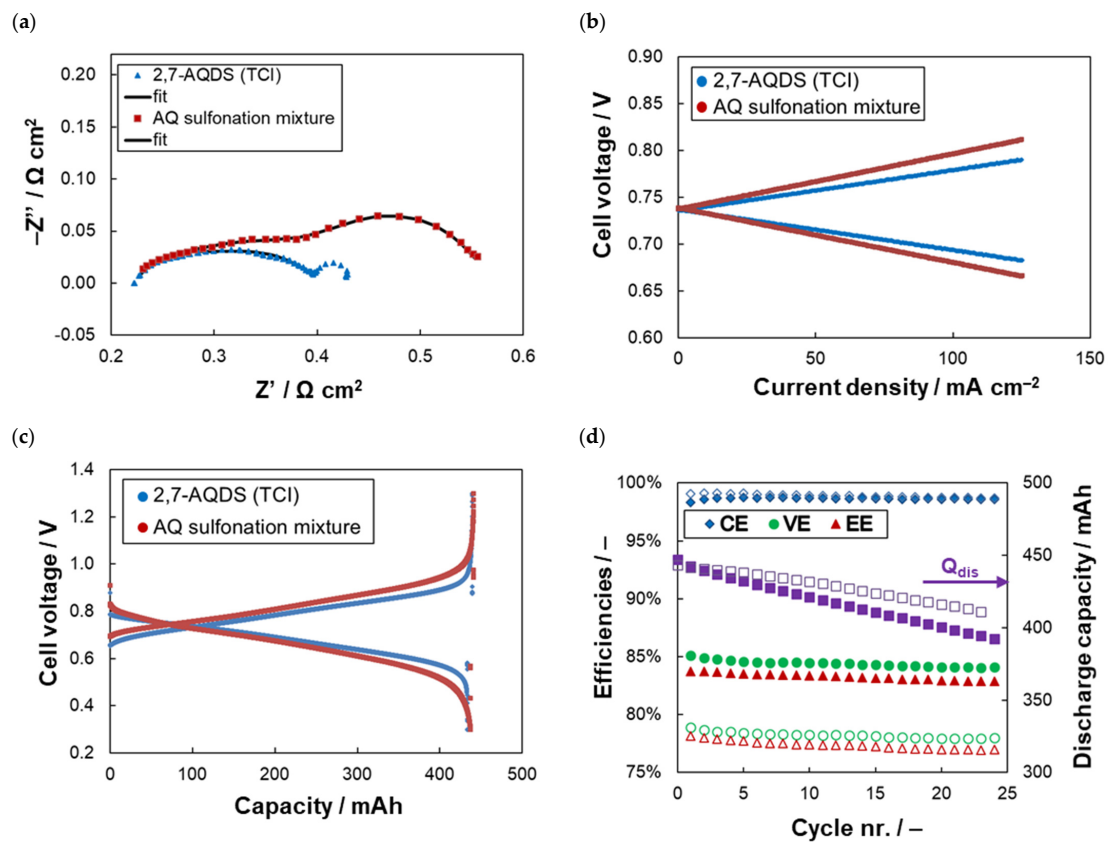 (a)
0.20
0.15
0.10
0.05
0.00
-0.05
–Z’’ / Ω cm2
2,7-AQDS (TCI)
fit
AQ sulfonation mixture
fit
0.2 0.3 0.4 0.5 0.6
Z’ / Ω cm2
(b)
0.90
0.85
0.80
0.75
0.70
0.65
0.60
Cell voltage / V
2,7-AQDS (TCI)
AQ sulfonation mixture
0 50 100 150
Current density / mA cm–2
(c)
1.4
1.2
1.0
0.8
0.6
0.4
0.2
Cell voltage / V
2,7-AQDS (TCI)
AQ sulfonation mixture
0 100 200 300 400 500
Capacity / mAh
(d)
100%
95%
90%
85%
80%
75%
Efficiencies / –
CE VE EE
Qdis
500
450
400
350
300
Discharge capacity / mAh
0 5 10 15 20 25
Cycle nr. / –